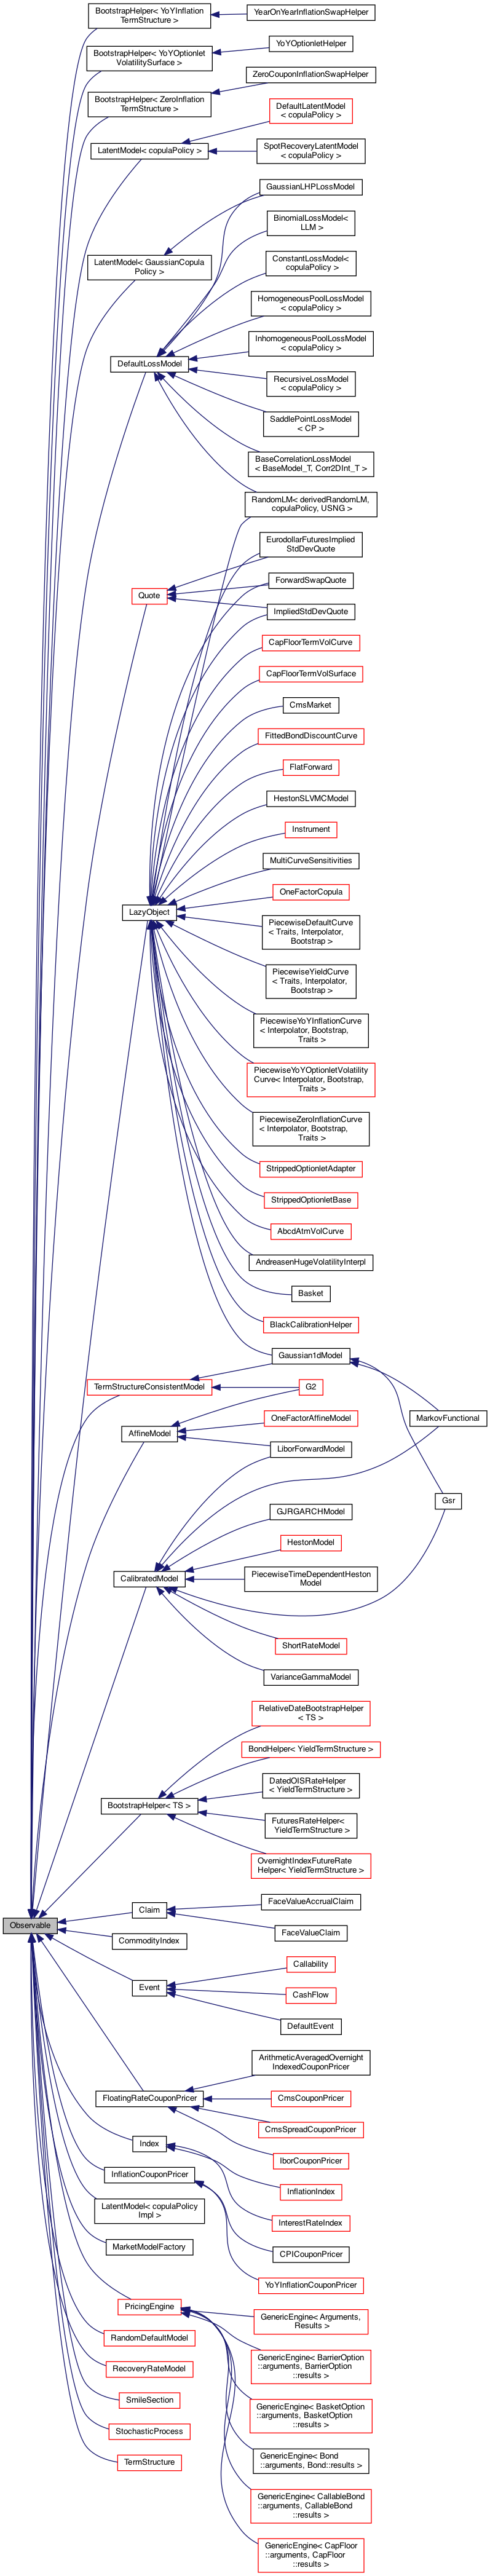 BootstrapHelper< YoYInflation
TermStructure >
YearOnYearInflationSwapHelper
BootstrapHelper< YoYOptionlet
VolatilitySurface >
YoYOptionletHelper
BootstrapHelper< ZeroInflation
TermStructure >
ZeroCouponInflationSwapHelper
LatentModel< copulaPolicy >
DefaultLatentModel
< copulaPolicy >
SpotRecoveryLatentModel
< copulaPolicy >
LatentModel< GaussianCopula
Policy >
GaussianLHPLossModel
BinomialLossModel<
LLM >
ConstantLossModel<
copulaPolicy >
HomogeneousPoolLossModel
< copulaPolicy >
InhomogeneousPoolLossModel
< copulaPolicy >
DefaultLossModel
RecursiveLossModel
< copulaPolicy >
SaddlePointLossModel
< CP >
BaseCorrelationLossModel
< BaseModel_T, Corr2DInt_T >
RandomLM< derivedRandomLM,
copulaPolicy, USNG >
EurodollarFuturesImplied
StdDevQuote
Quote
ForwardSwapQuote
ImpliedStdDevQuote
CapFloorTermVolCurve
CapFloorTermVolSurface
CmsMarket
FittedBondDiscountCurve
FlatForward
HestonSLVMCModel
Instrument
MultiCurveSensitivities
OneFactorCopula
LazyObject
PiecewiseDefaultCurve
< Traits, Interpolator,
Bootstrap >
PiecewiseYieldCurve
< Traits, Interpolator,
Bootstrap >
PiecewiseYoYInflationCurve
< Interpolator, Bootstrap,
Traits >
PiecewiseYoYOptionletVolatility
Curve< Interpolator, Bootstrap,
Traits >
PiecewiseZeroInflationCurve
< Interpolator, Bootstrap,
Traits >
StrippedOptionletAdapter
StrippedOptionletBase
AbcdAtmVolCurve
AndreasenHugeVolatilityInterpl
Basket
BlackCalibrationHelper
Gaussian1dModel
TermStructureConsistentModel
G2
AffineModel
OneFactorAffineModel
MarkovFunctional
LiborForwardModel
Gsr
GJRGARCHModel
HestonModel
CalibratedModel
PiecewiseTimeDependentHeston
Model
ShortRateModel
VarianceGammaModel
RelativeDateBootstrapHelper
< TS >
BondHelper< YieldTermStructure >
DatedOISRateHelper
< YieldTermStructure >
BootstrapHelper< TS >
FuturesRateHelper<
YieldTermStructure >
OvernightIndexFutureRate
Helper< YieldTermStructure >
FaceValueAccrualClaim
Claim
Observable
FaceValueClaim
CommodityIndex
Callability
Event
CashFlow
DefaultEvent
ArithmeticAveragedOvernight
IndexedCouponPricer
FloatingRateCouponPricer
CmsCouponPricer
CmsSpreadCouponPricer
Index
IborCouponPricer
InflationCouponPricer
InflationIndex
LatentModel< copulaPolicy
Impl >
InterestRateIndex
MarketModelFactory
CPICouponPricer
YoYInflationCouponPricer
PricingEngine
GenericEngine< Arguments,
Results >
RandomDefaultModel
GenericEngine< BarrierOption
::arguments, BarrierOption
::results >
RecoveryRateModel
SmileSection
GenericEngine< BasketOption
::arguments, BasketOption
::results >
StochasticProcess
GenericEngine< Bond
::arguments, Bond::results >
TermStructure
GenericEngine< CallableBond
::arguments, CallableBond
::results >
GenericEngine< CapFloor
::arguments, CapFloor
::results >